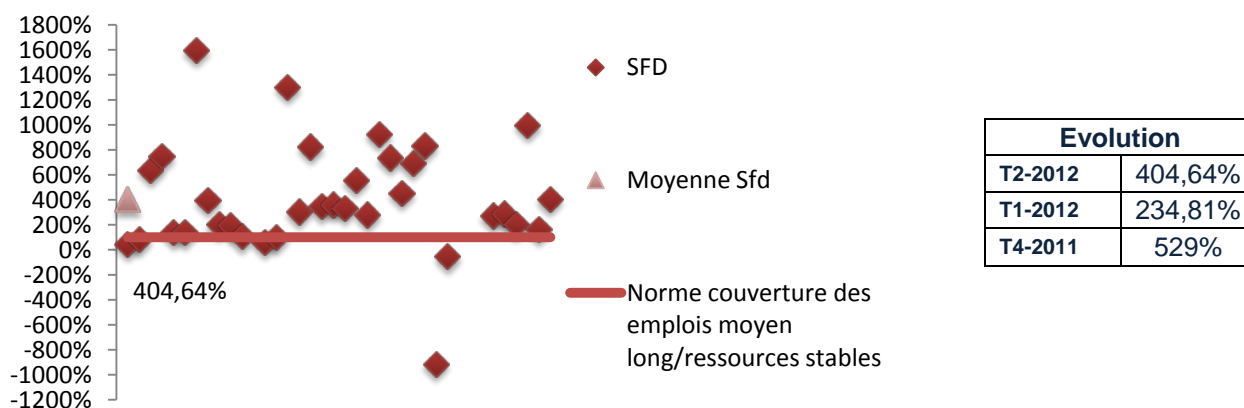 1800%
1600%
1400%
1200%
1000%
800%
600%
400%
200%
0%
-200%
-400%
-600%
-800%
-1000%
-1200%
404,64%
SFD
Moyenne Sfd
Norme couverture des
emplois moyen
long/ressources stables
Evolution
T2-2012 404,64%
T1-2012 234,81%
T4-2011 529%